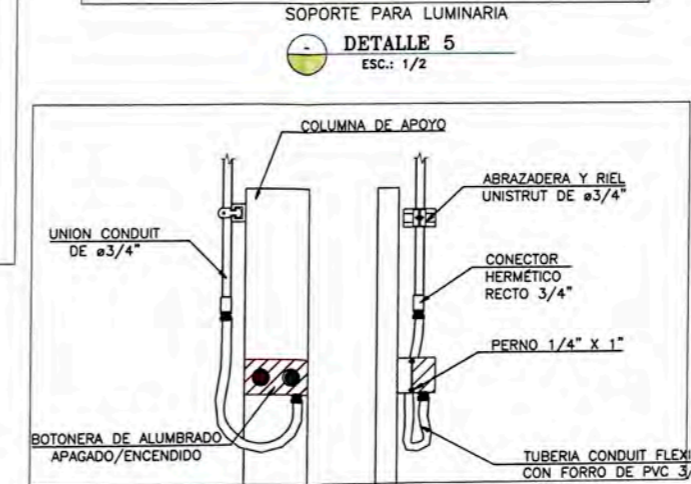 SOPORTE PARA LUMINARIA
-
DETALLE 5
ESC.: 1/2
COLUMNA DE APOYO
ABRAZADERA Y RIEL
UNISTRUT DE ø3/4"
UNION CONDUIT
DE ø3/4"
CONECTOR
HERMÉTICO
RECTO 3/4"
PERNO 1/4" X 1"
BOTONERA DE ALUMBRADO
APAGADO/ENCENDIDO
TUBERIA CONDUIT
CON FORRO DE PVC